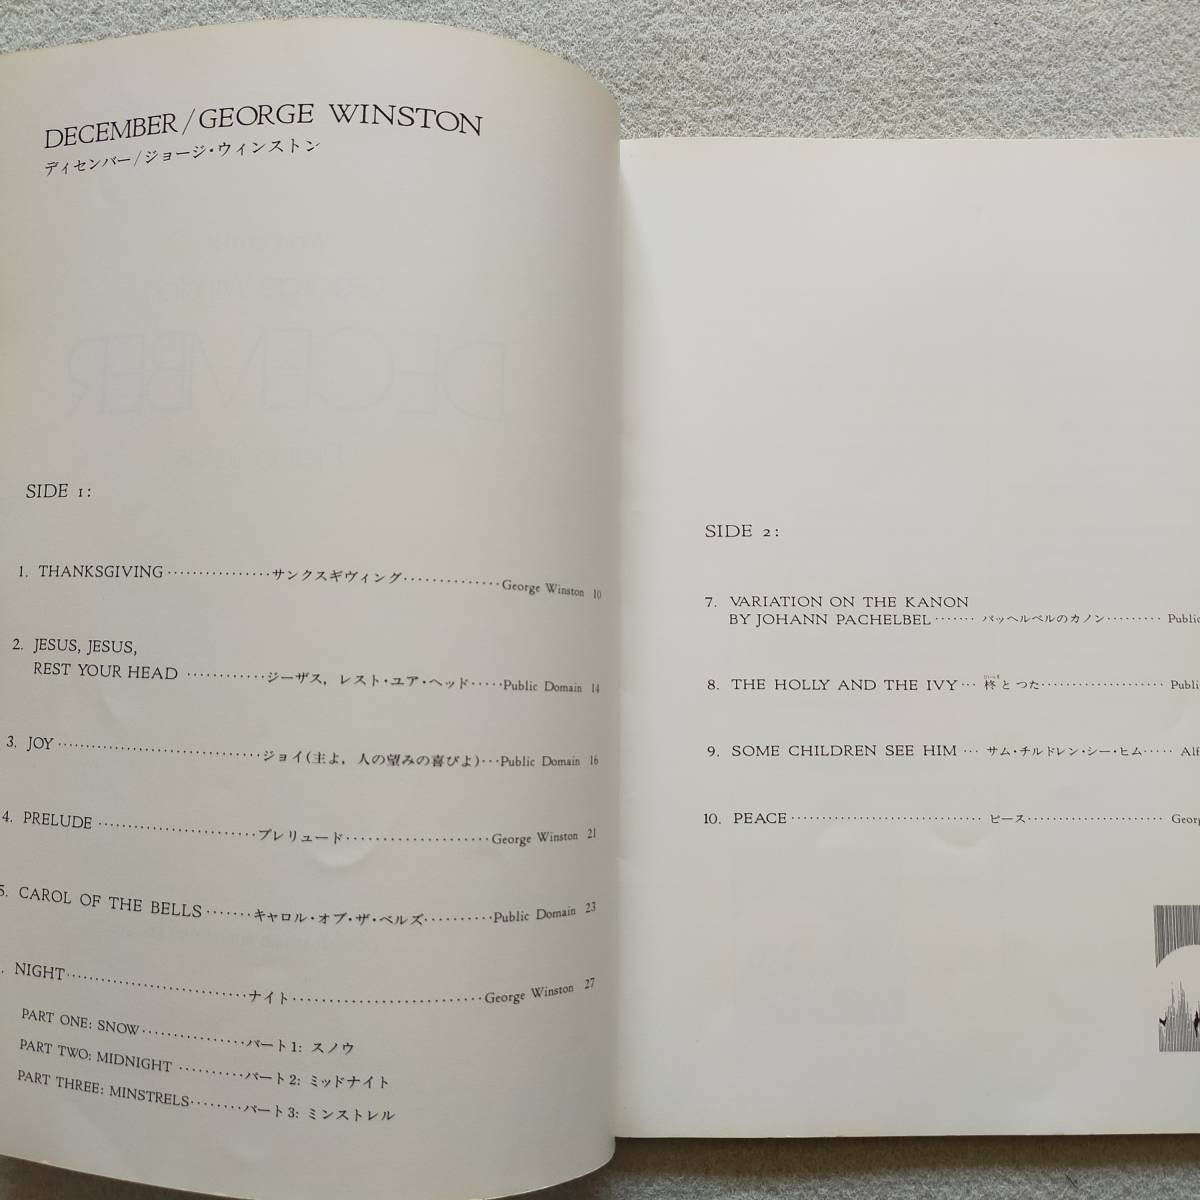 DECEMBER/GEORGE WINSTON
ディセンバー/ジョージ・ウィンストン
SIDE 1:
1. THANKSGIVING················サンクスギヴィング··············George Winston 10
2. JESUS, JESUS,
REST YOUR HEAD ············ジーザス，レスト・ユア・ヘッド·····Public Domain 14
3. JOY······························ジョイ(主よ，人の望みの喜びよ)···Public Domain 16
4. PRELUDE ························プレリュード·····················George Winston 21
5. CAROL OF THE BELLS·······キャロル・オブ・ザ・ベルズ··········Public Domain 23
. NIGHT···························ナイト····························George Winston 27
PART ONE: SNOW················パート1: スノウ
PART TWO: MIDNIGHT ··········パート2: ミッドナイト
PART THREE: MINSTRELS········パート3: ミンストレル
SIDE 2:
7. VARIATION ON THE KANON
BY JOHANN PACHELBEL······· パッヘルベルのカノン·········Public
8. THE HOLLY AND THE IVY··· 柊とつた····················Publi
9. SOME CHILDREN SEE HIM ··· サム・チルドレン・シー・ヒム····· Alf
10. PEACE······························ ピース······················ Georg